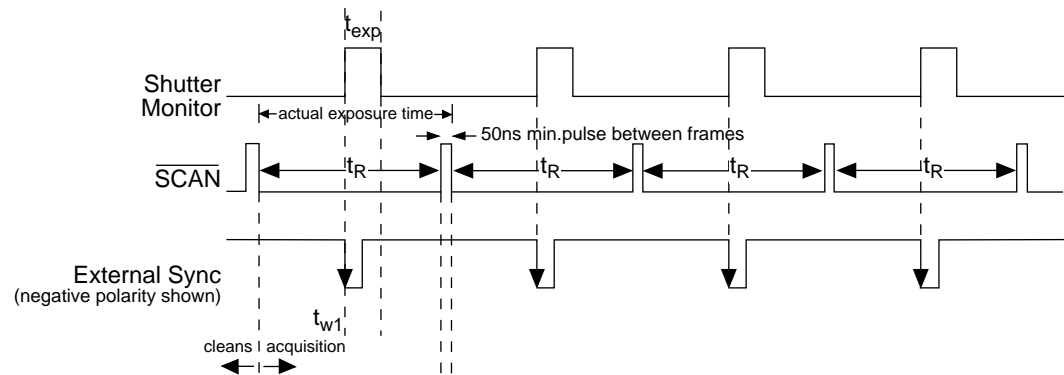 t_exp
Shutter
Monitor
actual exposure time
50ns min.pulse between frames
SCAN
t_R
t_R
t_R
t_R
External Sync
(negative polarity shown)
t_w1
cleans acquisition